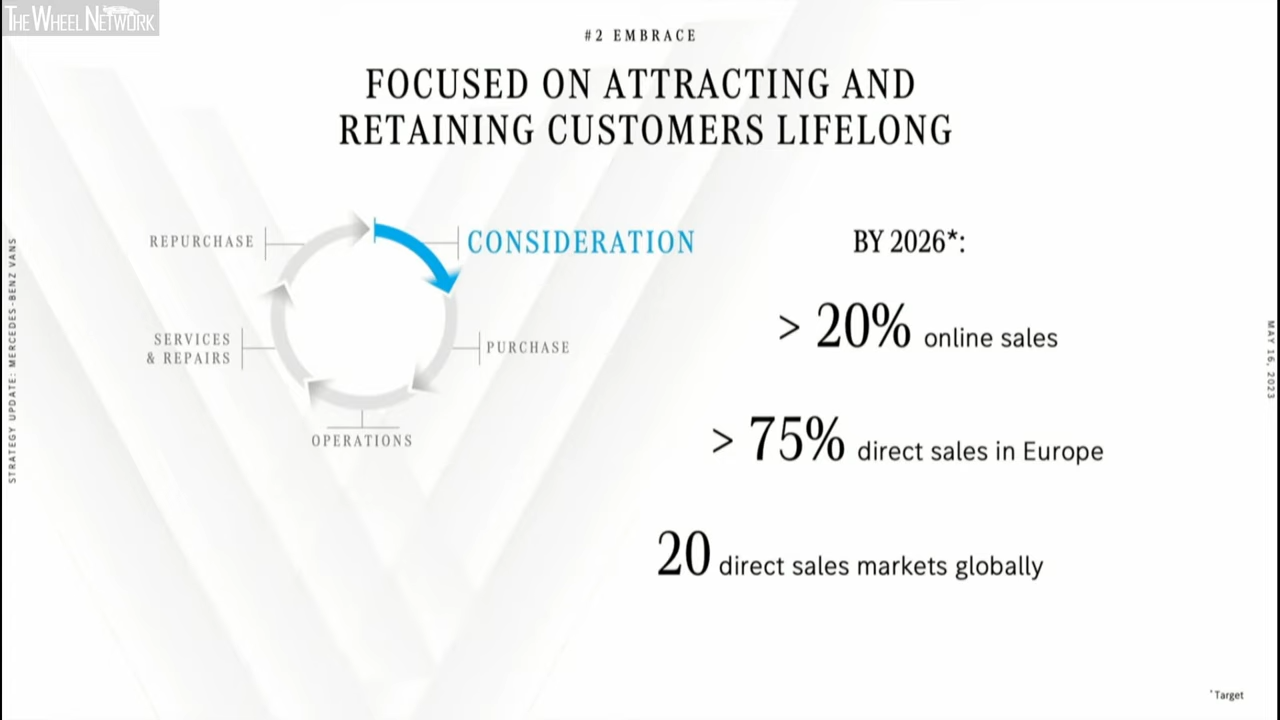 THE WHEEL NETWORK
#2 EMBRACE
FOCUSED ON ATTRACTING AND
RETAINING CUSTOMERS LIFELONG
REPURCHASE
CONSIDERATION
SERVICES
& REPAIRS
PURCHASE
OPERATIONS
BY 2026*:
> 20% online sales
> 75% direct sales in Europe
20 direct sales markets globally
STRATEGY UPDATE: MERCEDES-BENZ VANS
MAY 16, 2023
*Target